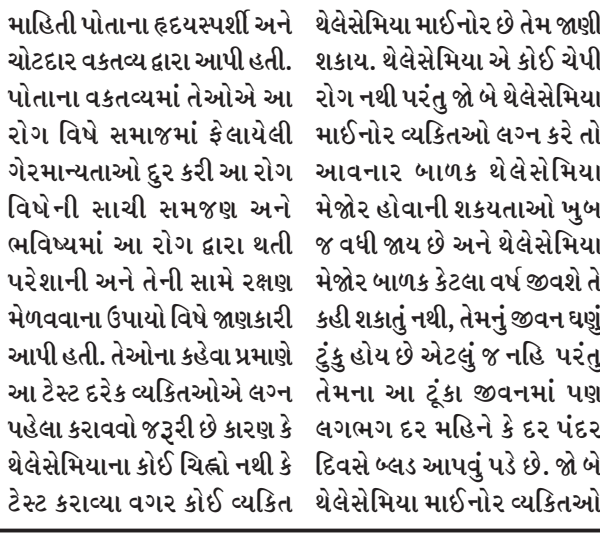 માહિતી પોતાના હૃદયસ્પર્શી અને
ચોટદાર વકતવ્ય દ્વારા આપી હતી.
પોતાના વકતવ્યમાં તેઓએ આ
રોગ વિષે સમાજમાં ફેલાયેલી
ગેરમાન્યતાઓ દુર કરી આ રોગ
વિષેની સાચી સમજણ અને
ભવિષ્યમાં આ રોગ દ્વારા થતી
પરેશાની અને તેની સામે રક્ષણ
મેળવવાના ઉપાયો વિષે જાણકારી
આપી હતી. તેઓના કહેવા પ્રમાણે
આ ટેસ્ટ દરેક વ્યકિતઓએ લગ્ન
પહેલા કરાવવો જરૂરી છે કારણ કે
થેલેસેમિયાના કોઈ ચિહ્નો નથી કે
ટેસ્ટ કરાવ્યા વગર કોઈ વ્યકિત
થેલેસેમિયા માઈનોર છે તેમ જાણી
શકાય. થેલેસેમિયા એ કોઈ ચેપી
રોગ નથી પરંતુ જો બે થેલેસેમિયા
માઈનોર વ્યકિતઓ લગ્ન કરે તો
આવનાર બાળક થેલેસેમિયા
મેજોર હોવાની શકયતાઓ ખુબ
જ વધી જાય છે અને થેલેસેમિયા
મેજોર બાળક કેટલા વર્ષ જીવશે તે
કહી શકાતું નથી, તેમનું જીવન ઘણું
ટુંકુ હોય છે એટલું જ નહિ પરંતુ
તેમના આ ટૂંકા જીવનમાં પણ
લગભગ દર મહિને કે દર પંદર
દિવસે બ્લડ આપવું પડે છે. જો બે
થેલેસેમિયા માઈનોર વ્યકિતઓ